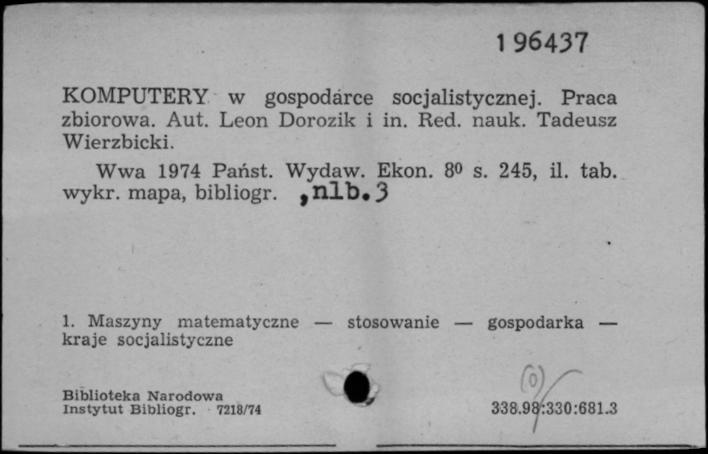 196437
KOMPUTERY w gospodarce socjalistycznej. Praca
zbiorowa. Aut. Leon Dorozik i in. Red. nauk. Tadeusz
Wierzbicki.
Wwa 1974 Państ. Wydaw. Ekon. 8⁰ s. 245, il. tab.
wykr. mapa, bibliogr. ,nlb.3
1. Maszyny matematyczne — stosowanie — gospodarka —
kraje socjalistyczne
(0)
Biblioteka Narodowa
Instytut Bibliogr. 7218/74 338.98:330:681.3